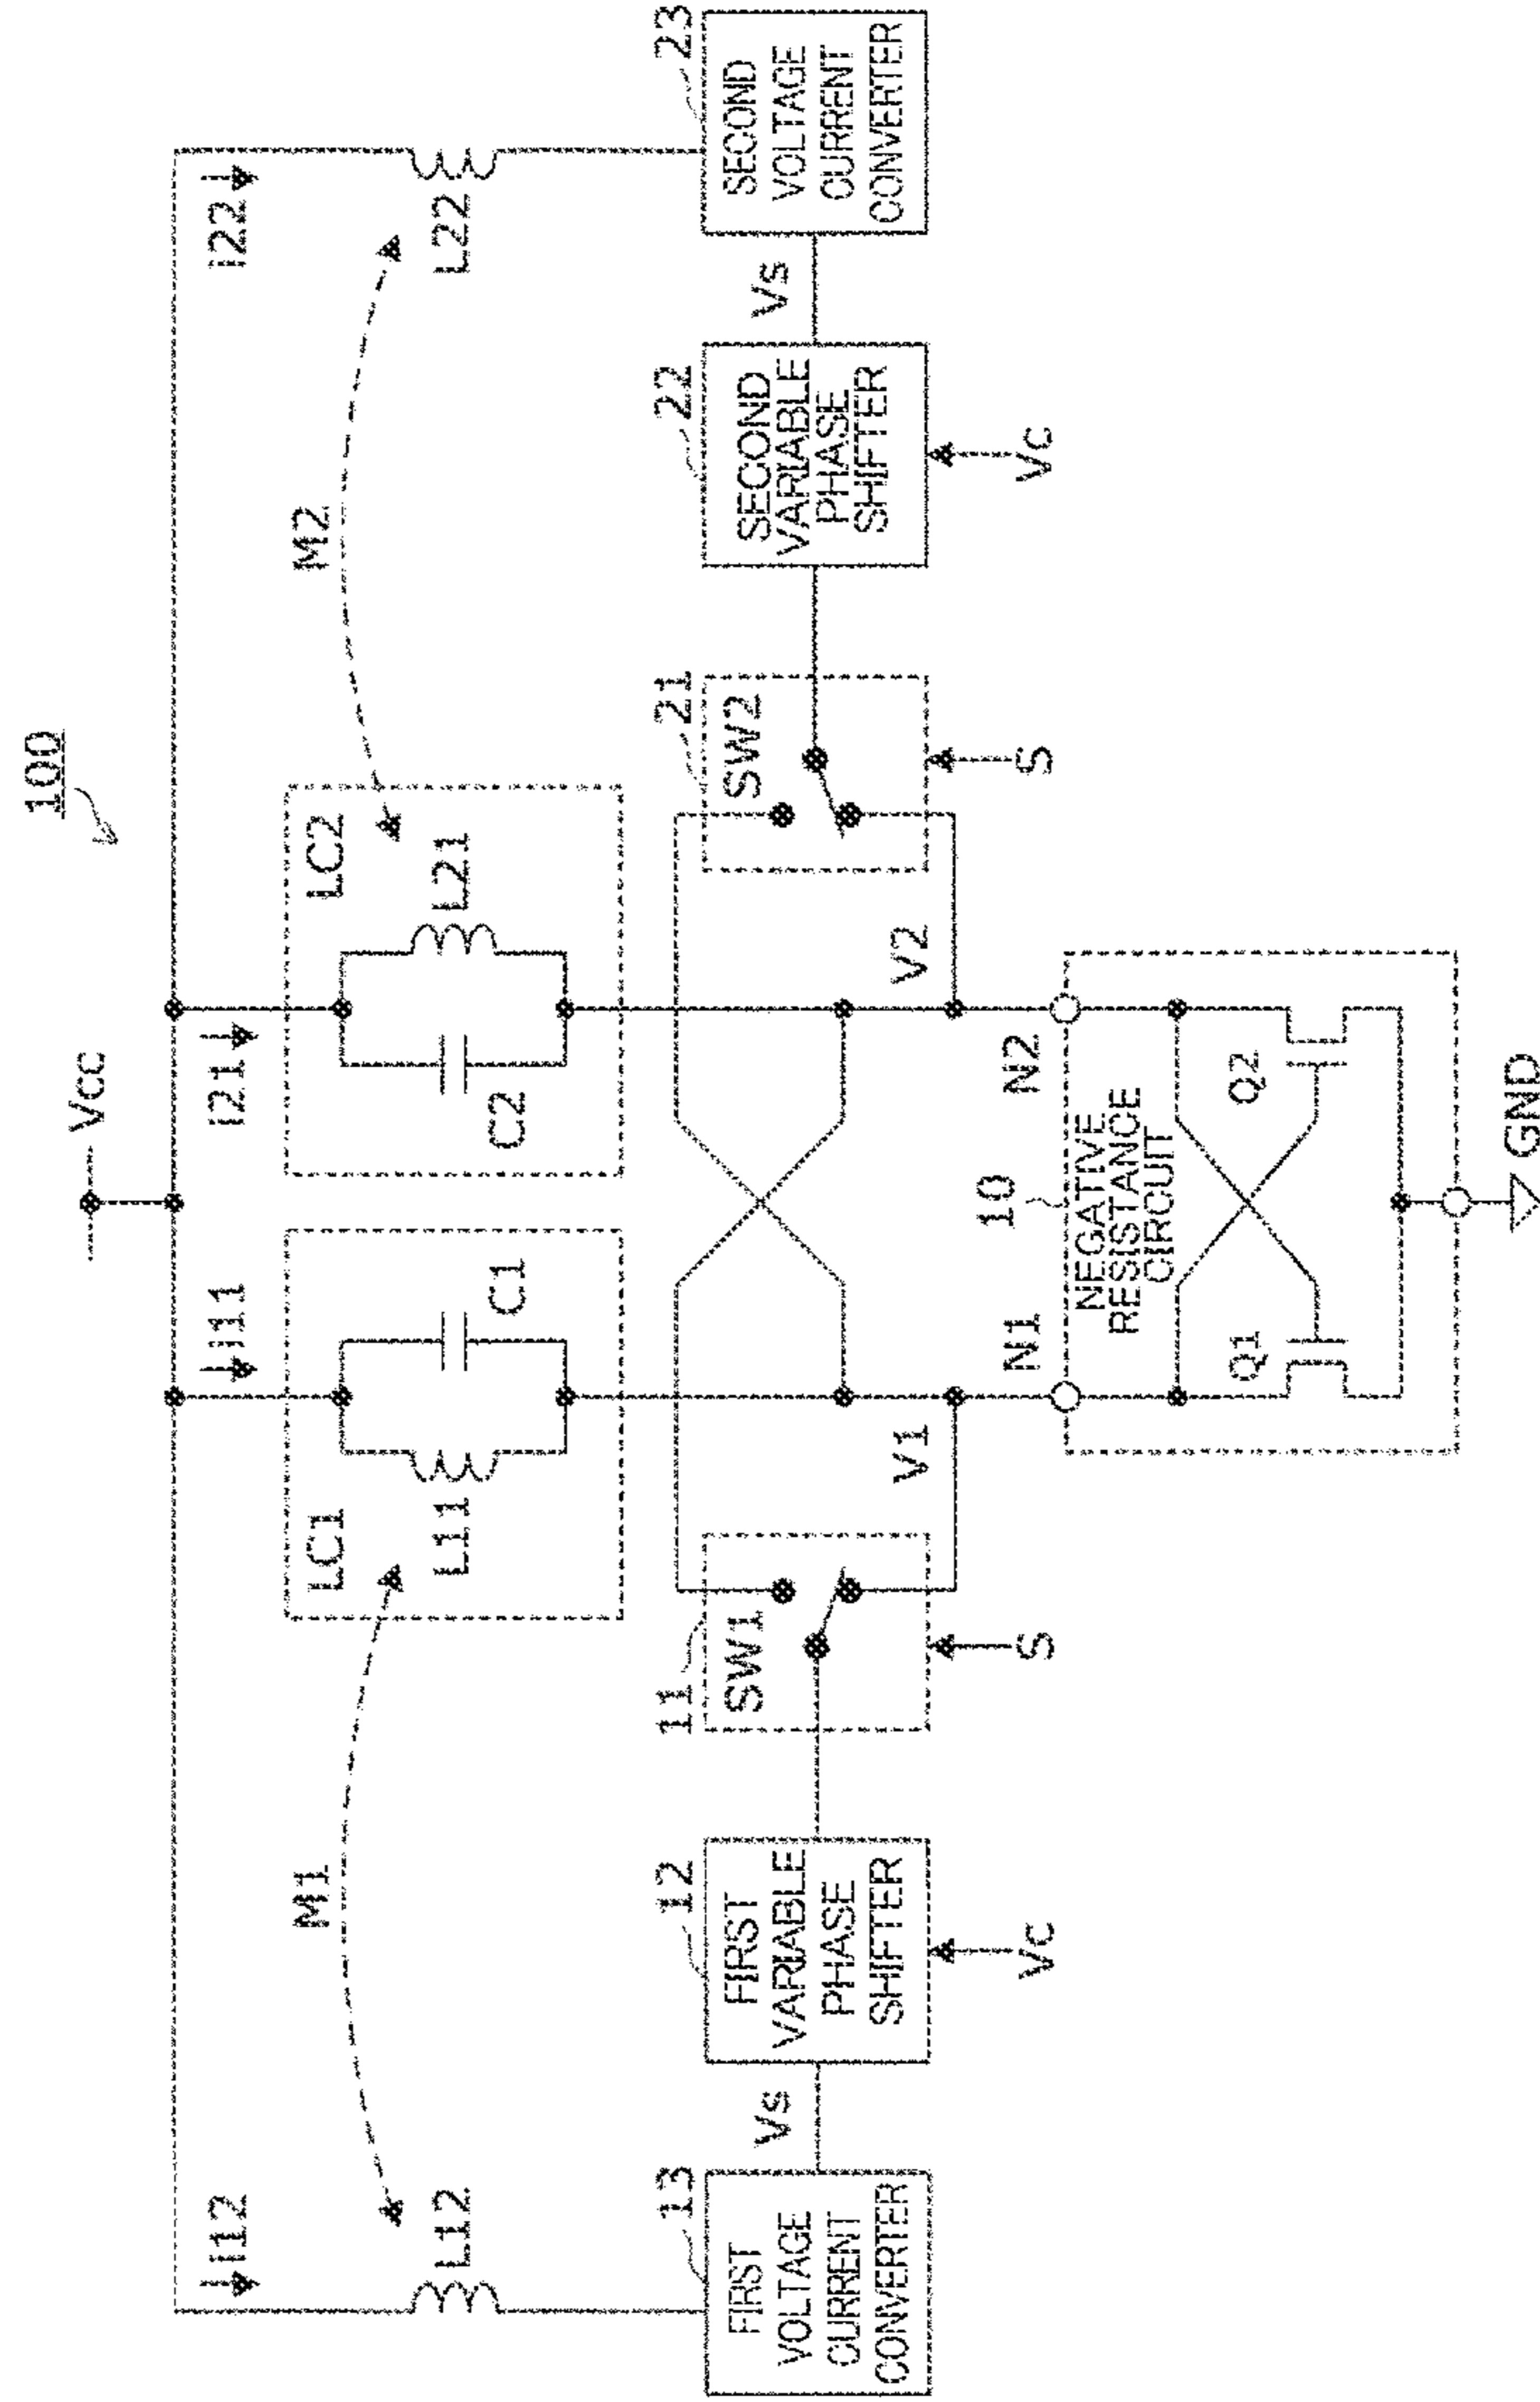 100
Vcc
i12
i11
i21
i22
M1
M2
LC1
LC2
L12
L11
C1
C2
L21
L22
13
12
11
21
22
23
FIRST
VOLTAGE
CURRENT
CONVERTER
Vs
FIRST
VARIABLE
PHASE
SHIFTER
SW1
SW2
SECOND
VARIABLE
PHASE
SHIFTER
Vs
SECOND
VOLTAGE
CURRENT
CONVERTER
V1
V2
Vc
S
S
Vc
N1
10
N2
NEGATIVE
RESISTANCE
CIRCUIT
Q1
Q2
GND